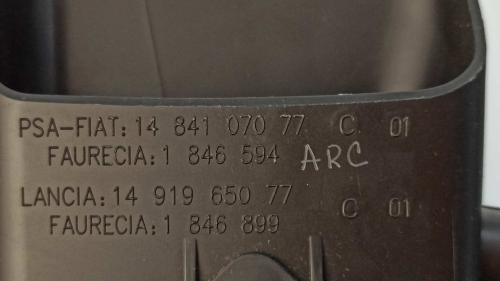 PSA-FIAT: 14 841 070 77 C 01
FAURECIA: 1 846 594 ARC
LANCIA: 14 919 650 77 C 01
FAURECIA: 1 846 899